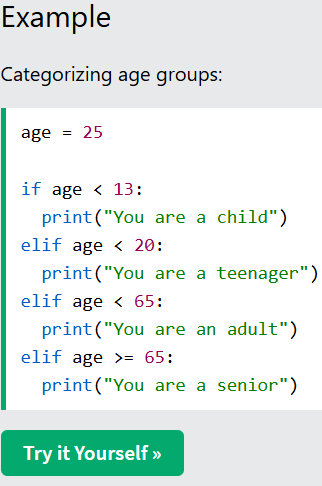 Example
Categorizing age groups:
age = 25
if age < 13:
  print("You are a child")
elif age < 20:
  print("You are a teenager")
elif age < 65:
  print("You are an adult")
elif age >= 65:
  print("You are a senior")
Try it Yourself »